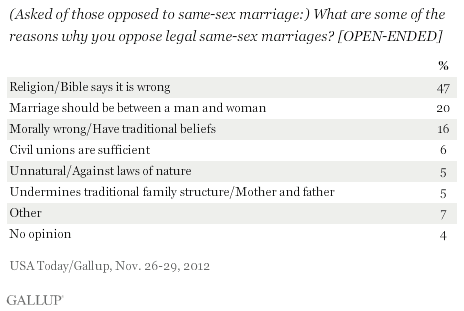 (Asked of those opposed to same-sex marriage:) What are some of the
reasons why you oppose legal same-sex marriages? [OPEN-ENDED]
%
Religion/Bible says it is wrong 47
Marriage should be between a man and woman 20
Morally wrong/Have traditional beliefs 16
Civil unions are sufficient 6
Unnatural/Against laws of nature 5
Undermines traditional family structure/Mother and father 5
Other 7
No opinion 4
USA Today/Gallup, Nov. 26-29, 2012
GALLUP®